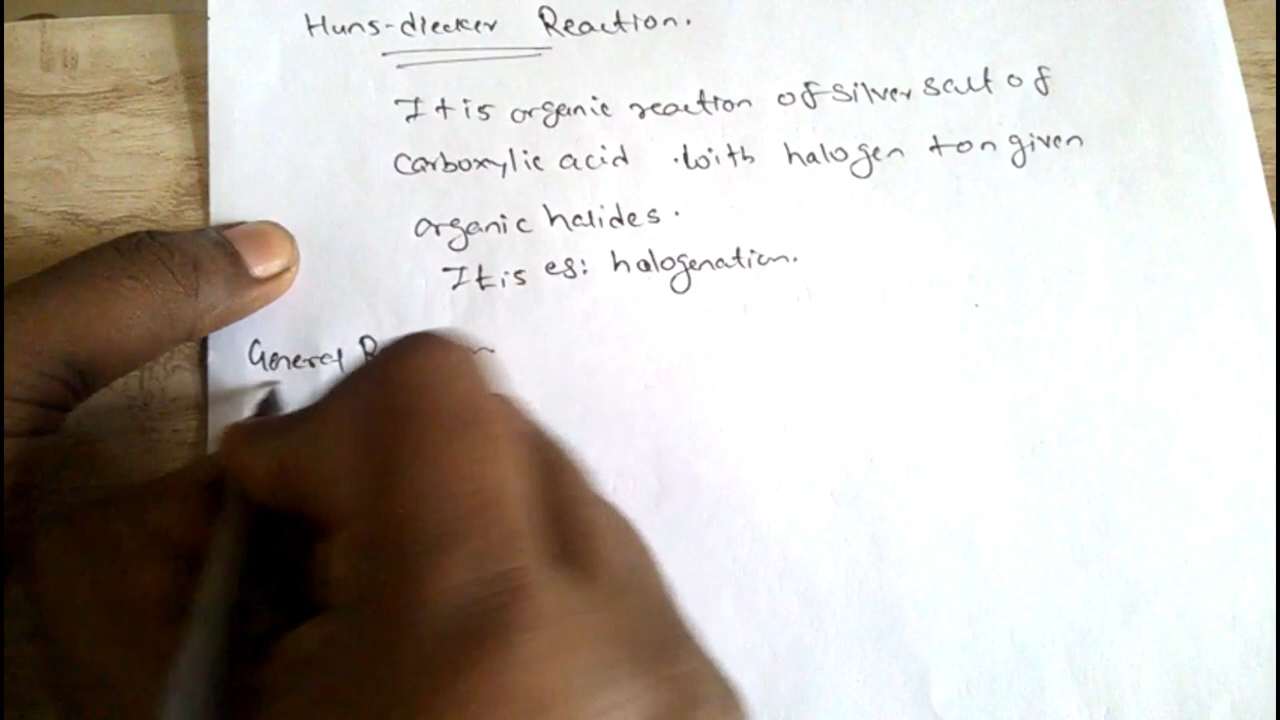 Huns-diecker Reaction.
It is organic reaction of silver salt of
carboxylic acid with halogen ton given
organic halides.
It is eg: halogenation.
General